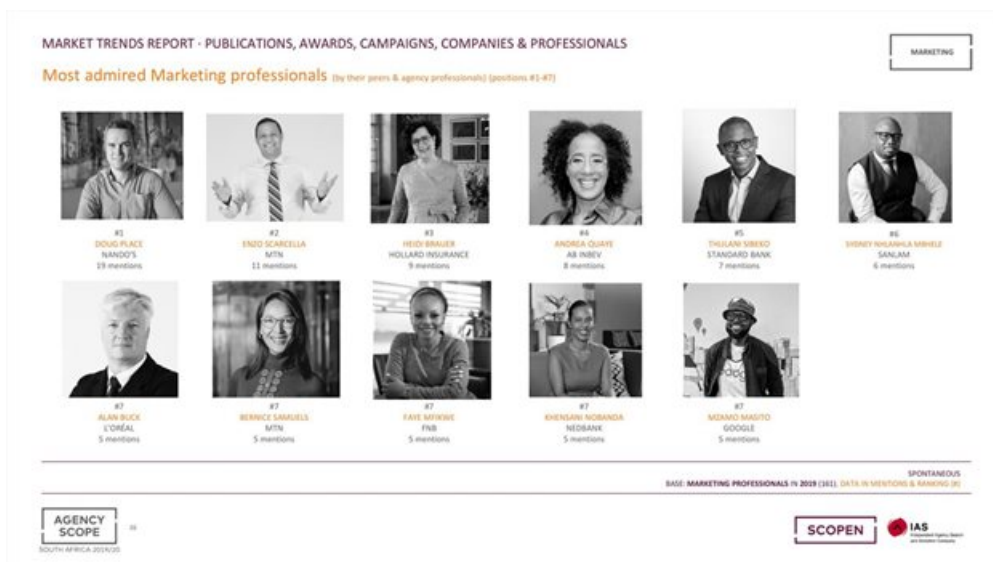 MARKET TRENDS REPORT · PUBLICATIONS, AWARDS, CAMPAIGNS, COMPANIES & PROFESSIONALS
MARKETING
Most admired Marketing professionals (by their peers & agency professionals) (positions #1-#7)
#1
DOUG PLACE
NANDO'S
19 mentions
#2
ENZO SCARCELLA
MTN
11 mentions
#3
HEIDI BRAUER
HOLLARD INSURANCE
9 mentions
#4
ANDREA QUAYE
AB INBEV
8 mentions
#5
THULANI SIBEKO
STANDARD BANK
7 mentions
#6
SYDNEY NHLANHLA MBHELE
SANLAM
6 mentions
#7
ALAN BUCK
L'ORÉAL
5 mentions
#7
BERNICE SAMUELS
MTN
5 mentions
#7
FAYE MFIKWE
FNB
5 mentions
#7
KHENSANI NOBANDA
NEDBANK
5 mentions
#7
MZAMO MASITO
GOOGLE
5 mentions
SPONTANEOUS
BASE: MARKETING PROFESSIONALS IN 2019 (161), DATA IN MENTIONS & RANKING (#)
AGENCY
SCOPE
SOUTH AFRICA 2019/20
SCOPEN
IAS
Independent Agency Search